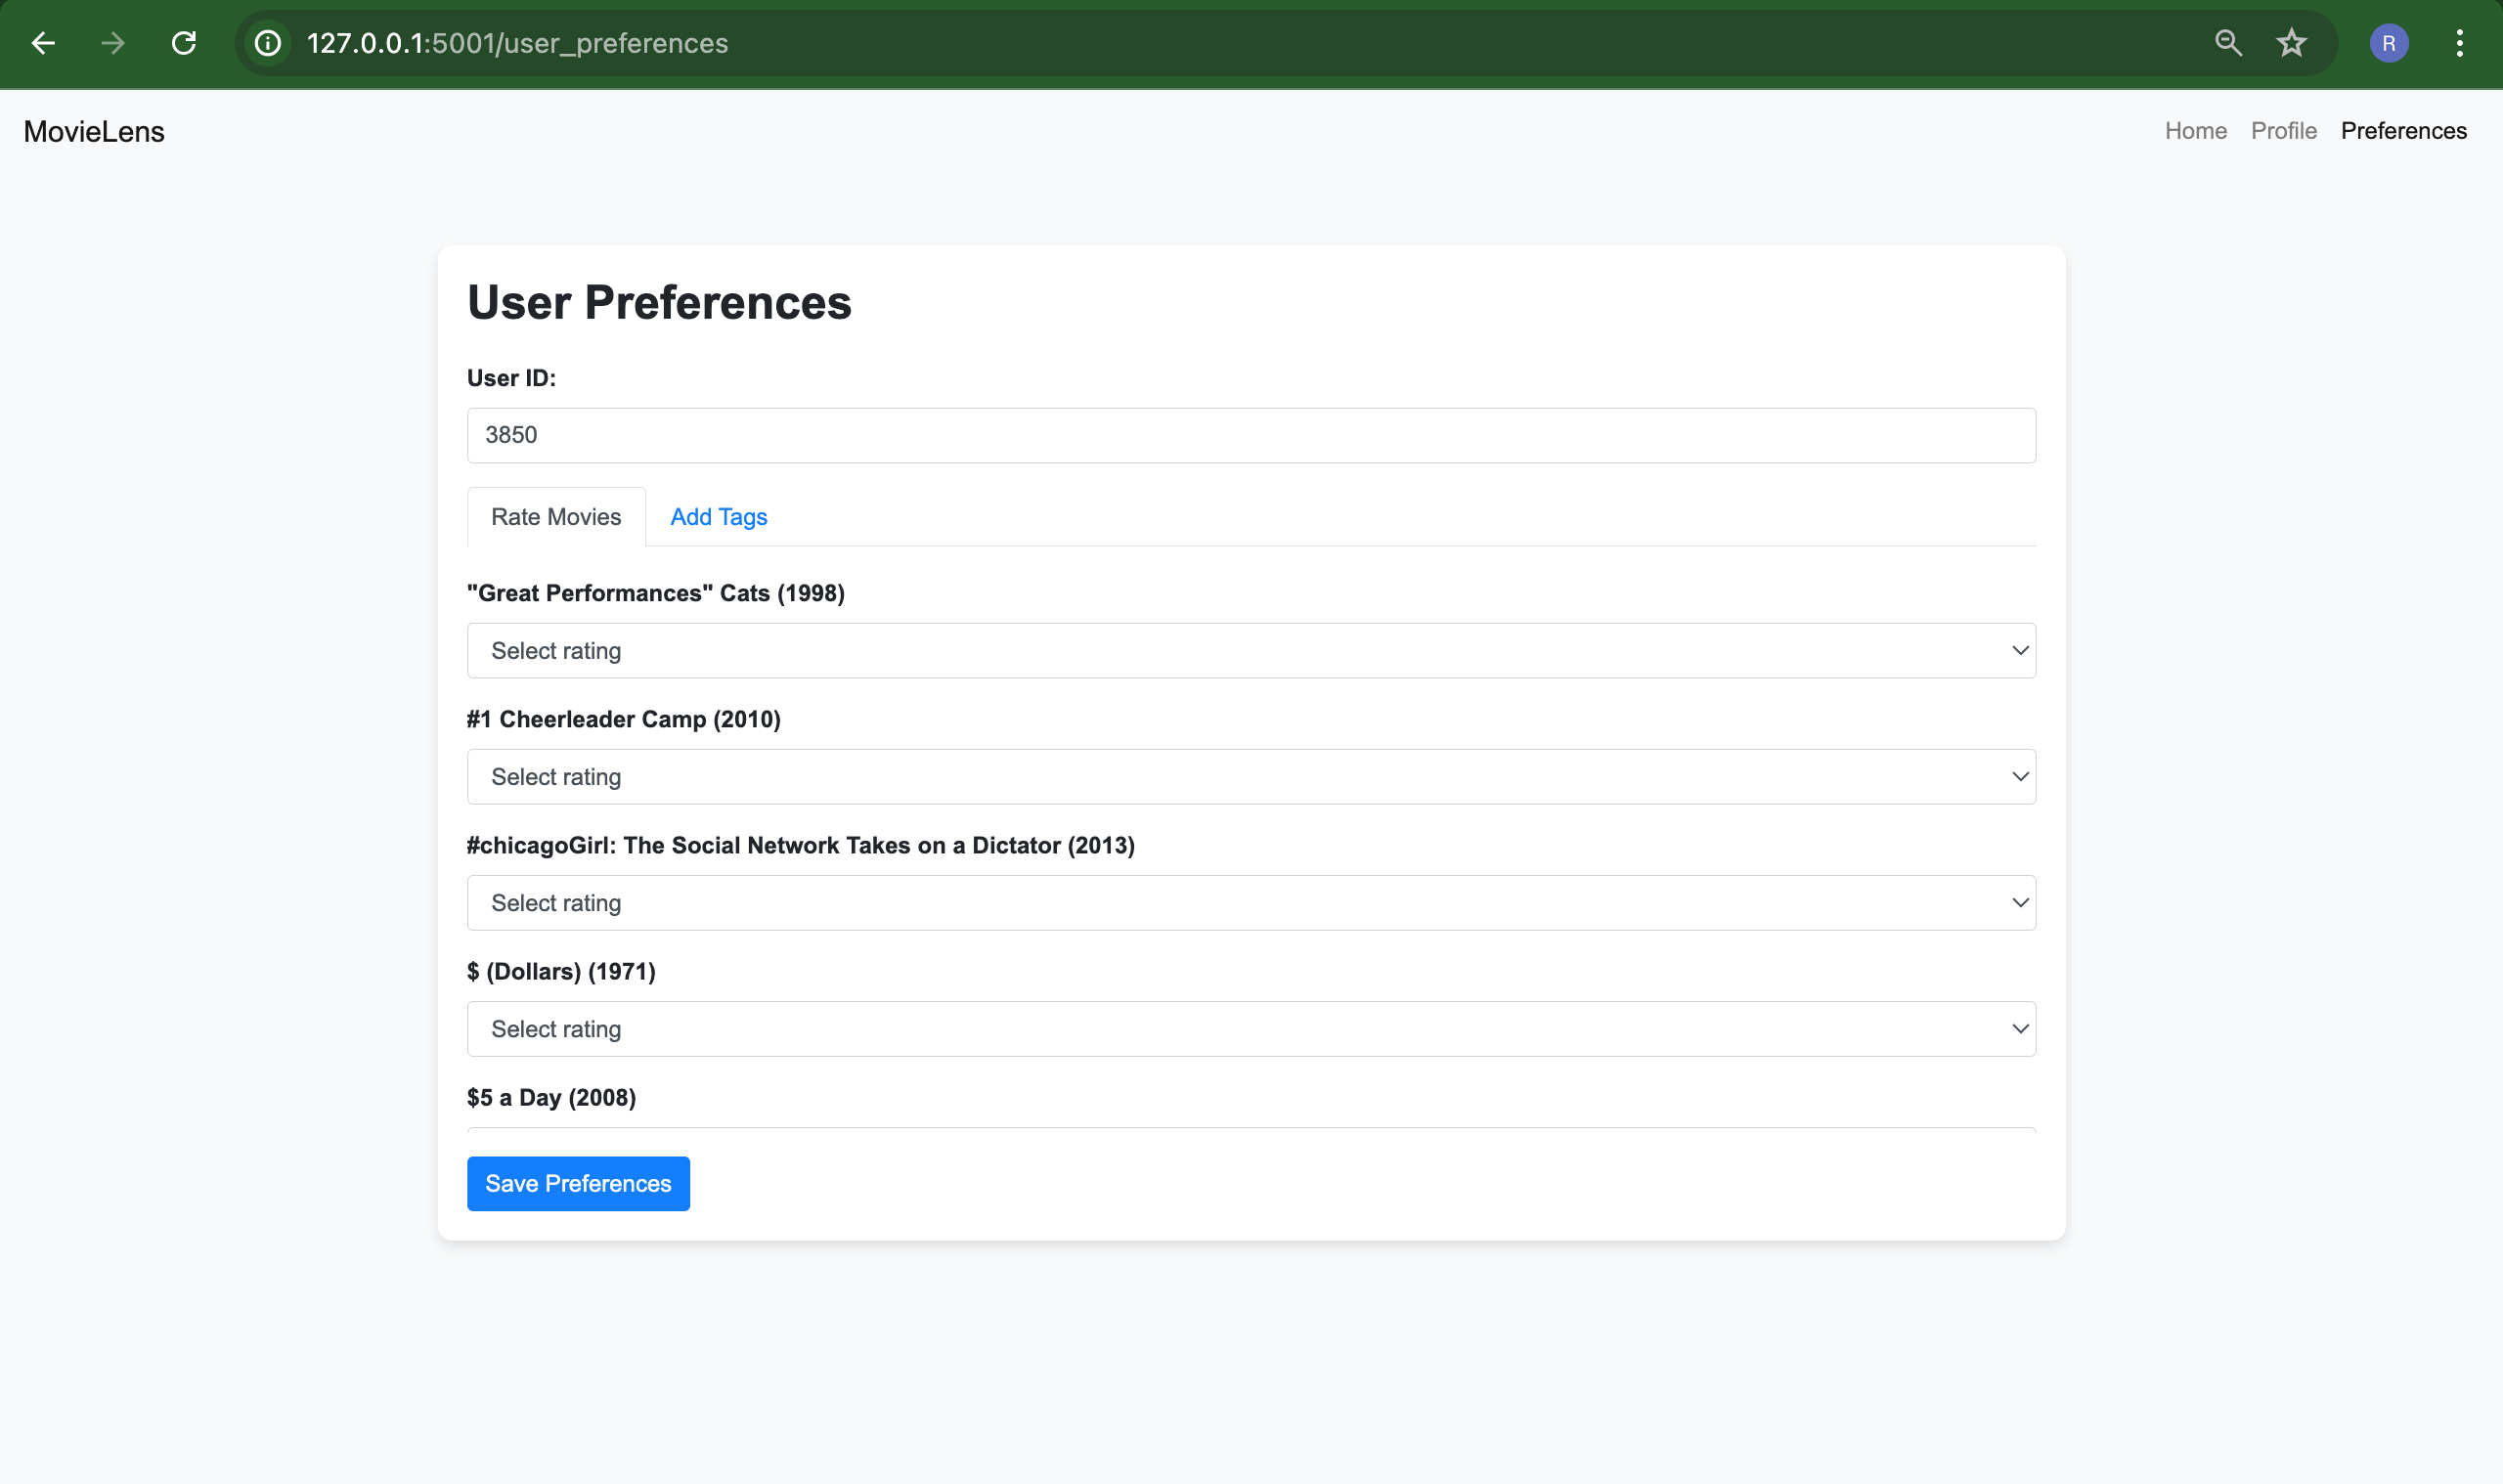 127.0.0.1:5001/user_preferences
R
MovieLens
Home Profile Preferences
User Preferences
User ID:
3850
Rate Movies Add Tags
"Great Performances" Cats (1998)
Select rating
#1 Cheerleader Camp (2010)
Select rating
#chicagoGirl: The Social Network Takes on a Dictator (2013)
Select rating
$ (Dollars) (1971)
Select rating
$5 a Day (2008)
Save Preferences